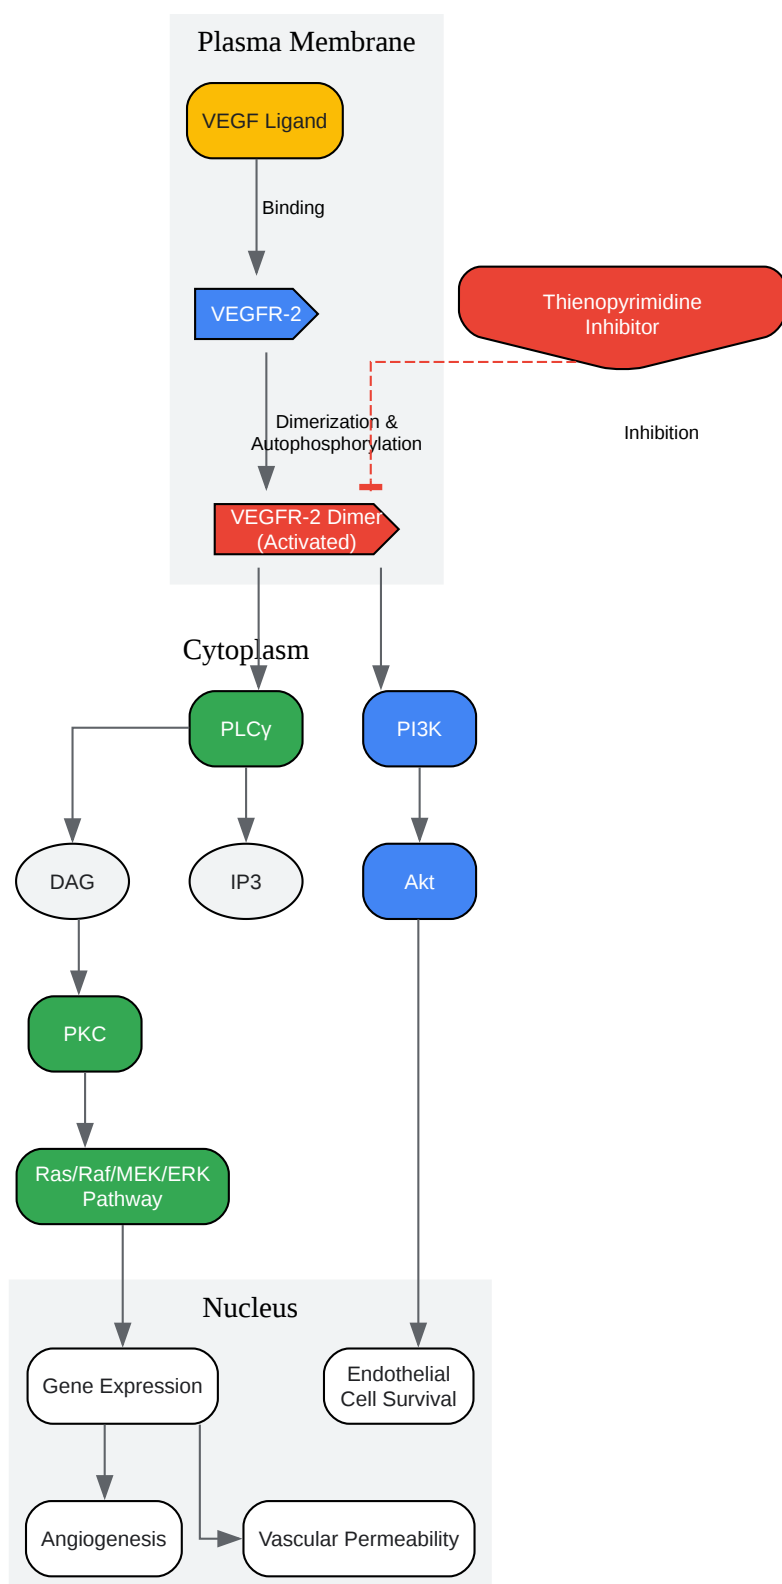 Plasma Membrane
VEGF Ligand
Binding
VEGFR-2
Thienopyrimidine
Inhibitor
Dimerization &
Autophosphorylation
Inhibition
VEGFR-2 Dimer
(Activated)
Cytoplasm
PLCγ
PI3K
DAG
IP3
Akt
PKC
Ras/Raf/MEK/ERK
Pathway
Nucleus
Gene Expression
Endothelial
Cell Survival
Angiogenesis
Vascular Permeability